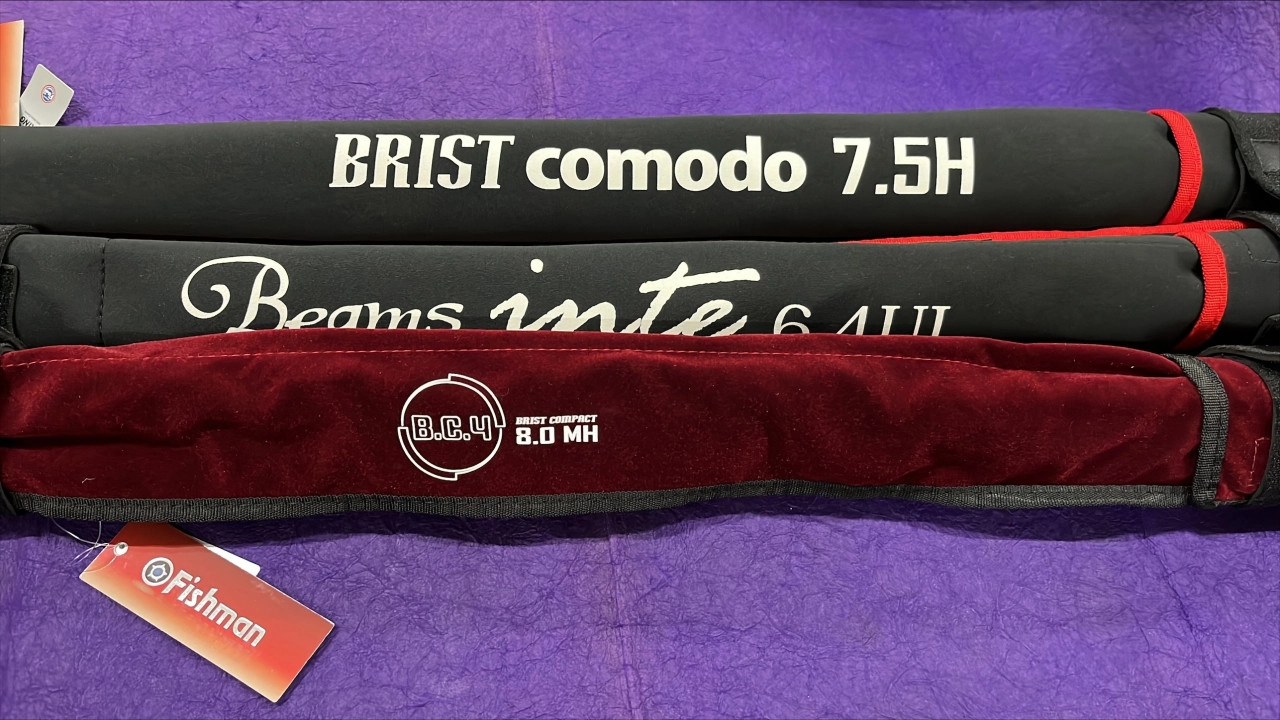 BRIST comodo 7.5H
Beams inte 6.4UL
B.C.4
BRIST COMPACT
8.0 MH
Fishman